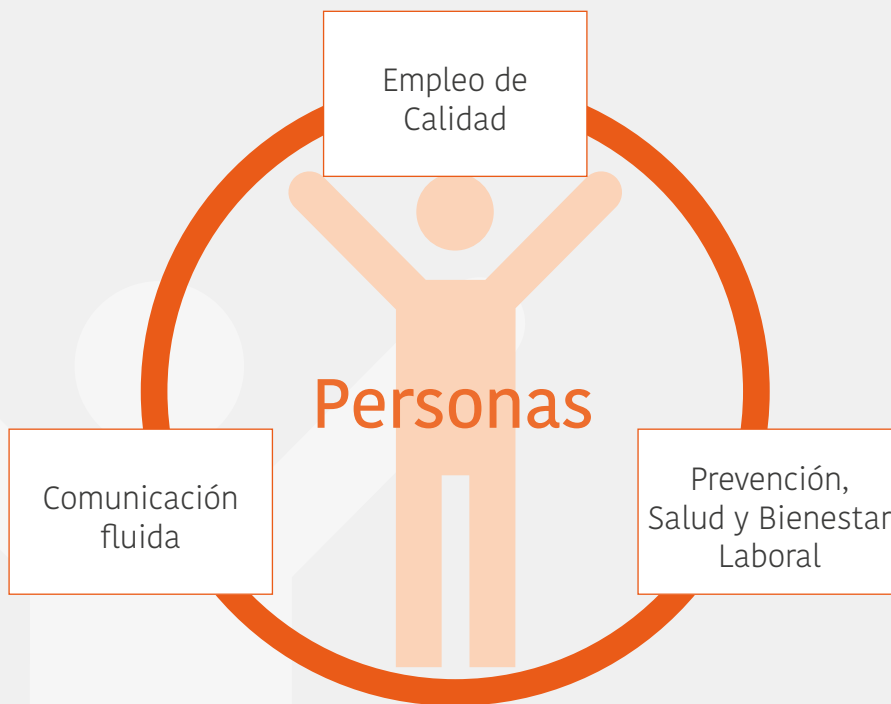 Empleo de
Calidad
Personas
Comunicación
fluida
Prevención,
Salud y Bienestar
Laboral